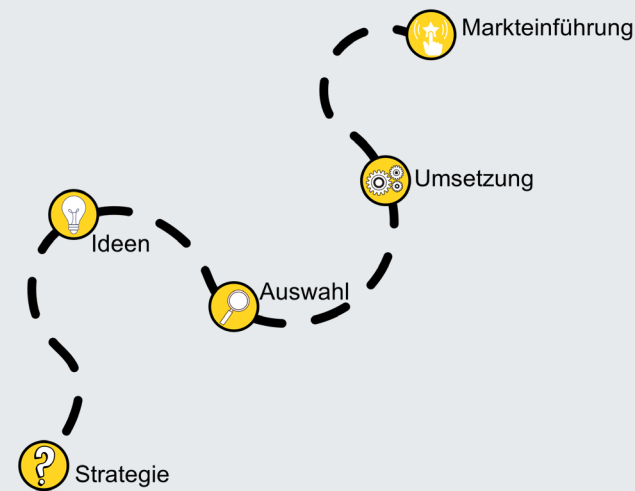 Markteinführung
Umsetzung
Ideen
Auswahl
Strategie